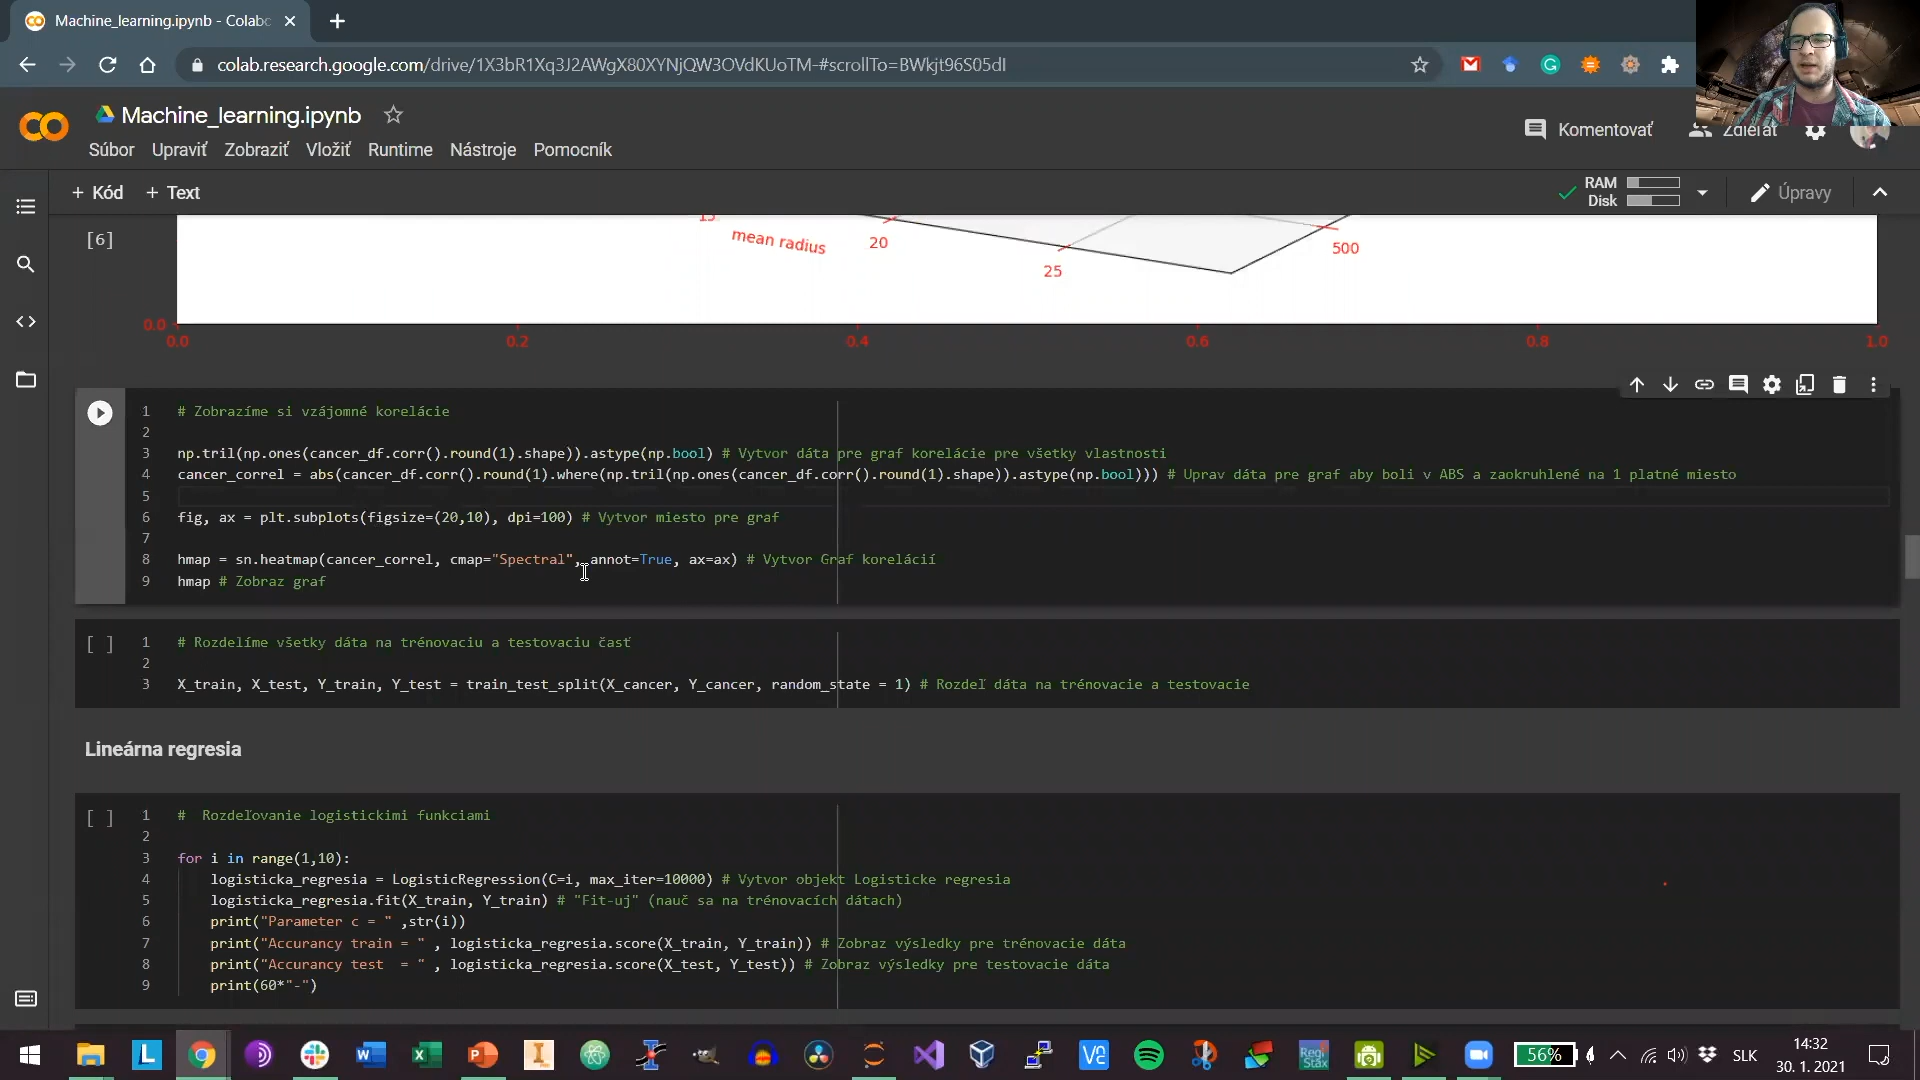 Machine_learning.ipynb - Colabo
colab.research.google.com/drive/1X3bR1Xq3J2AWgX80XYNjQW3OVdKUoTM-#scrollTo=BWkjt96S05dI
Machine_learning.ipynb
Komentovať
Zdieľať
Súbor Upraviť Zobraziť Vložiť Runtime Nástroje Pomocník
+ Kód + Text
RAM
Disk
Úpravy
[6]
15
mean radius
20
25
500
0.0
0.0 0.2 0.4 0.6 0.8 1.0
1 # Zobrazíme si vzájomné korelácie
2
3 np.tril(np.ones(cancer_df.corr().round(1).shape)).astype(np.bool) # Vytvor dáta pre graf korelácie pre všetky vlastnosti
4 cancer_correl = abs(cancer_df.corr().round(1).where(np.tril(np.ones(cancer_df.corr().round(1).shape)).astype(np.bool))) # Uprav dáta pre graf aby boli v ABS a zaokruhlené na 1 platné miesto
5
6 fig, ax = plt.subplots(figsize=(20,10), dpi=100) # Vytvor miesto pre graf
7
8 hmap = sn.heatmap(cancer_correl, cmap="Spectral", annot=True, ax=ax) # Vytvor Graf korelácií
9 hmap # Zobraz graf
[ ] 1 # Rozdelíme všetky dáta na trénovaciu a testovaciu časť
2
3 X_train, X_test, Y_train, Y_test = train_test_split(X_cancer, Y_cancer, random_state = 1) # Rozdeľ dáta na trénovacie a testovacie
Lineárna regresia
[ ] 1 #  Rozdeľovanie logistickimi funkciami
2
3 for i in range(1,10):
4 logisticka_regresia = LogisticRegression(C=i, max_iter=10000) # Vytvor objekt Logisticke regresia
5 logisticka_regresia.fit(X_train, Y_train) # "Fit-uj" (nauč sa na trénovacích dátach)
6 print("Parameter c = " ,str(i))
7 print("Accurancy train = " , logisticka_regresia.score(X_train, Y_train)) # Zobraz výsledky pre trénovacie dáta
8 print("Accurancy test  = " , logisticka_regresia.score(X_test, Y_test)) # Zobraz výsledky pre testovacie dáta
9 print(60*"-")
56%
SLK
14:32
30. 1. 2021